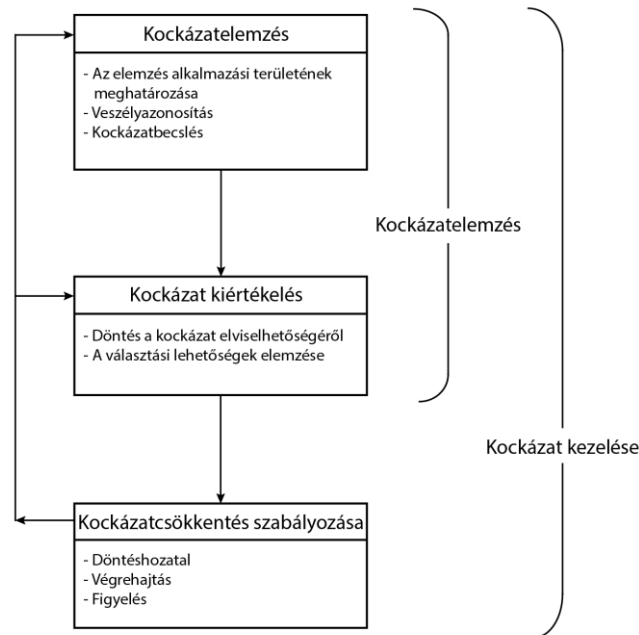 Kockázatelemzés
- Az elemzés alkalmazási területének
meghatározása
- Veszélyazonosítás
- Kockázatbecslés
Kockázatelemzés
Kockázat kiértékelés
- Döntés a kockázat elviselhetőségéről
- A választási lehetőségek elemzése
Kockázat kezelése
Kockázatcsökkentés szabályozása
- Döntéshozatal
- Végrehajtás
- Figyelés